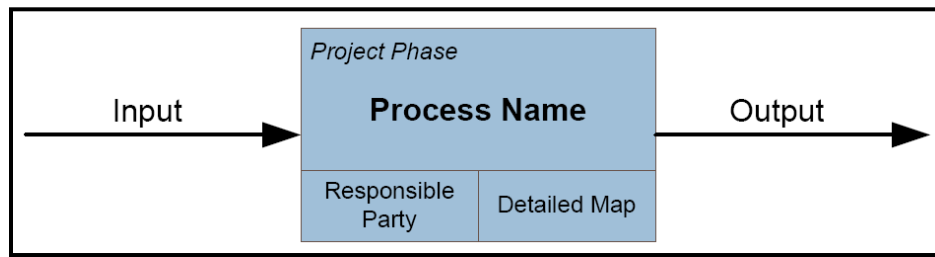 Project Phase
Input
Process Name
Output
Responsible
Party
Detailed Map